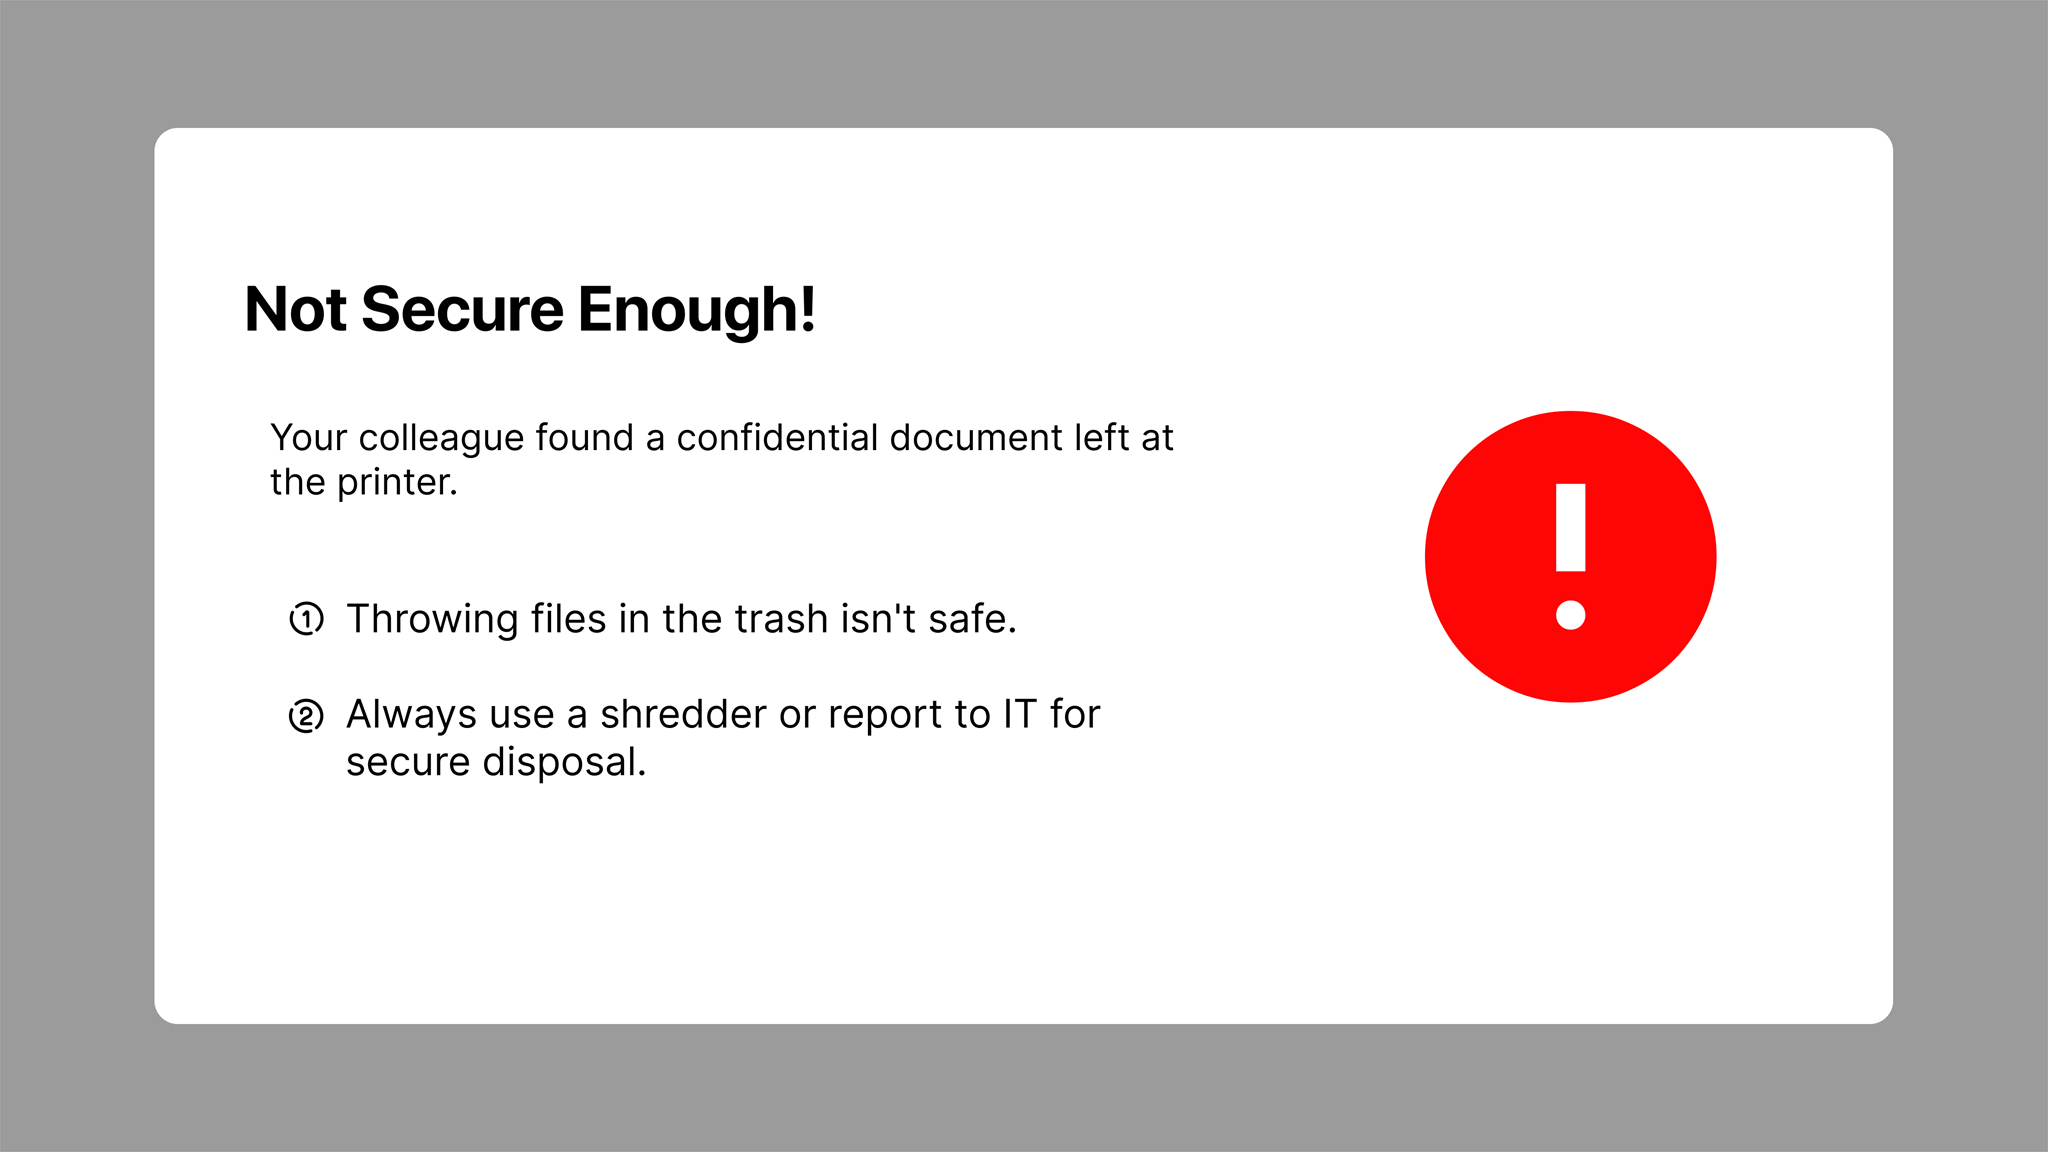 Not Secure Enough!
Your colleague found a confidential document left at
the printer.
1 Throwing files in the trash isn't safe.
2 Always use a shredder or report to IT for
secure disposal.